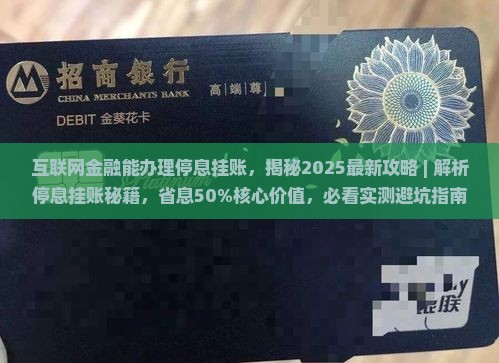 招商银行
CHINA MERCHANTS BANK
高端尊
DEBIT 金葵花卡
互联网金融能办理停息挂账，揭秘2025最新攻略 | 解析
停息挂账秘籍，省息50%核心价值，必看实测避坑指南
银联